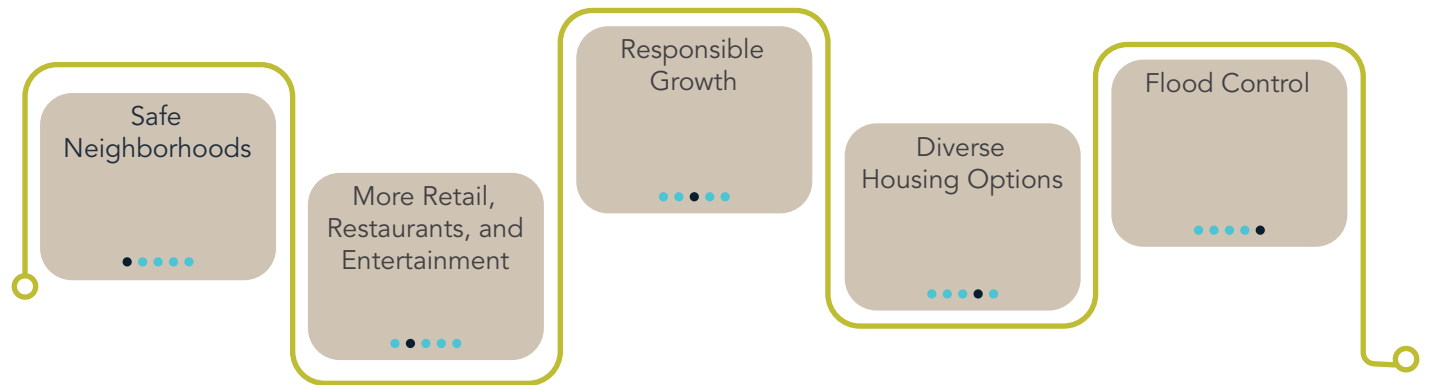 Safe
Neighborhoods
More Retail,
Restaurants, and
Entertainment
Responsible
Growth
Diverse
Housing Options
Flood Control